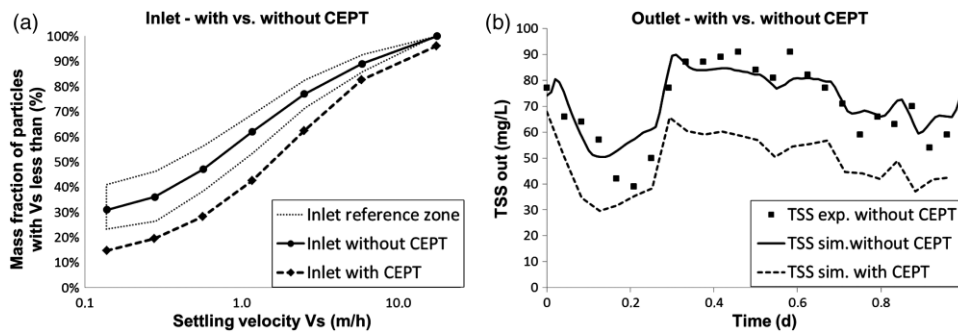 (a)
Inlet - with vs. without CEPT
Mass fraction of particles
with Vs less than (%)
100%
90%
80%
70%
60%
50%
40%
30%
20%
10%
0%
0.1
1.0
10.0
Settling velocity Vs (m/h)
Inlet reference zone
Inlet without CEPT
Inlet with CEPT
(b)
Outlet - with vs. without CEPT
TSS out (mg/L)
100
90
80
70
60
50
40
30
20
10
0
0
0.2
0.4
0.6
0.8
Time (d)
TSS exp. without CEPT
TSS sim.without CEPT
TSS sim. with CEPT